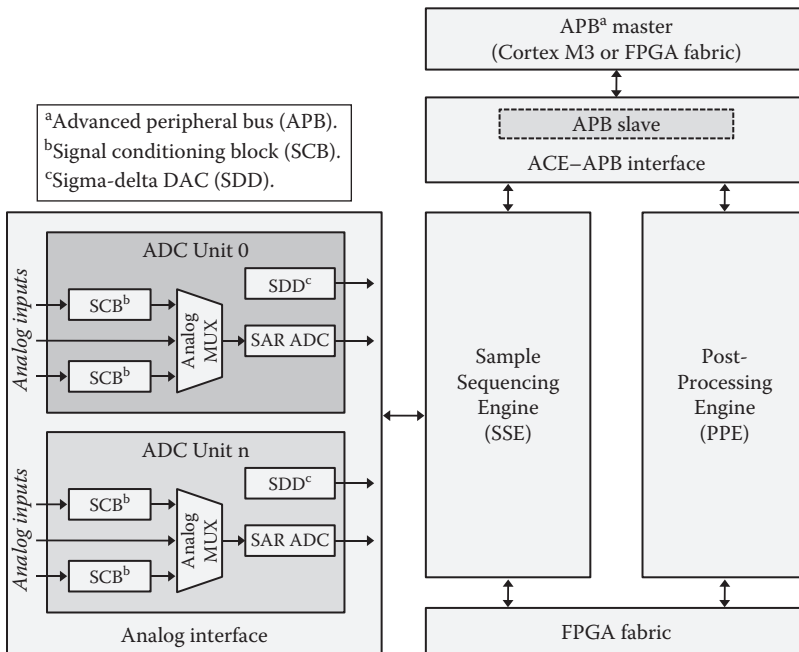 APBᵃ master
(Cortex M3 or FPGA fabric)
APB slave
ACE–APB interface
ᵃAdvanced peripheral bus (APB).
ᵇSignal conditioning block (SCB).
ᶜSigma-delta DAC (SDD).
ADC Unit 0
Analog inputs
SCBᵇ
SCBᵇ
Analog
MUX
SDDᶜ
SAR ADC
ADC Unit n
Analog inputs
SCBᵇ
SCBᵇ
Analog
MUX
SDDᶜ
SAR ADC
Analog interface
Sample
Sequencing
Engine
(SSE)
Post-
Processing
Engine
(PPE)
FPGA fabric